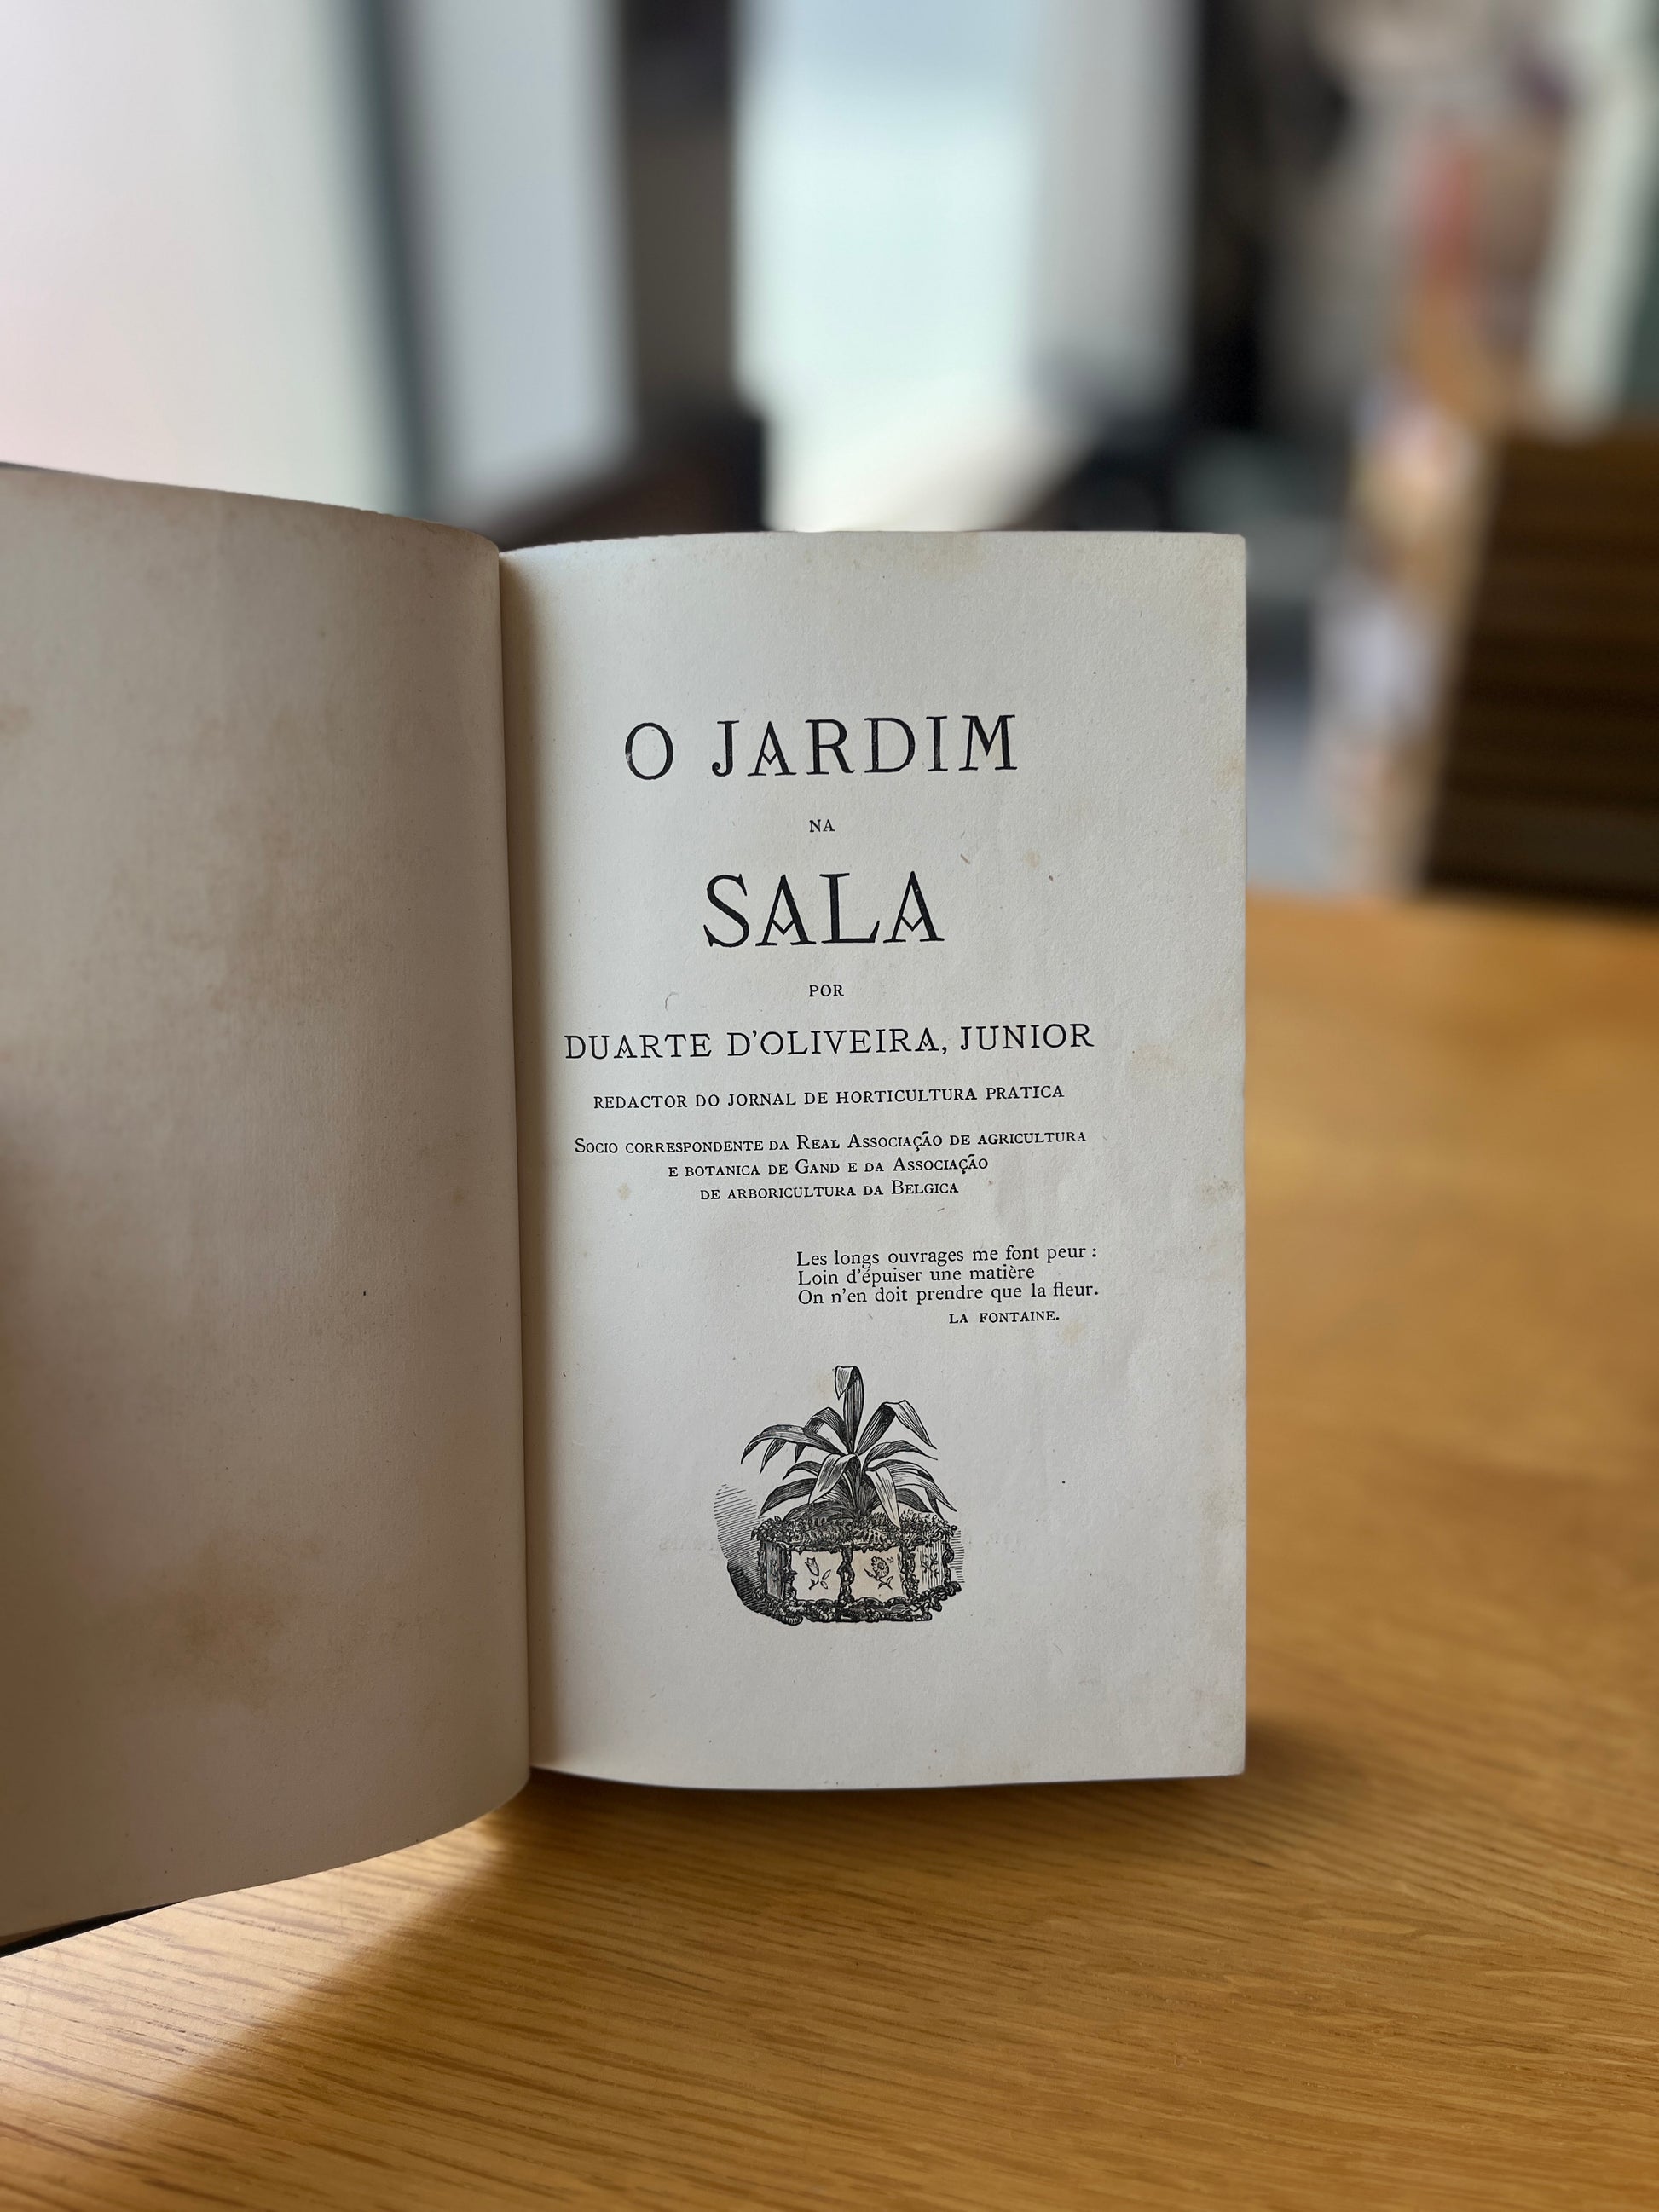 O JARDIM
NA
SALA
POR
DUARTE D'OLIVEIRA, JUNIOR
REDACTOR DO JORNAL DE HORTICULTURA PRATICA
SOCIO CORRESPONDENTE DA REAL ASSOCIAÇÃO DE AGRICULTURA
E BOTANICA DE GAND E DA ASSOCIAÇÃO
DE ARBORICULTURA DA BELGICA
Les longs ouvrages me font peur :
Loin d'épuiser une matière
On n'en doit prendre que la fleur.
LA FONTAINE.